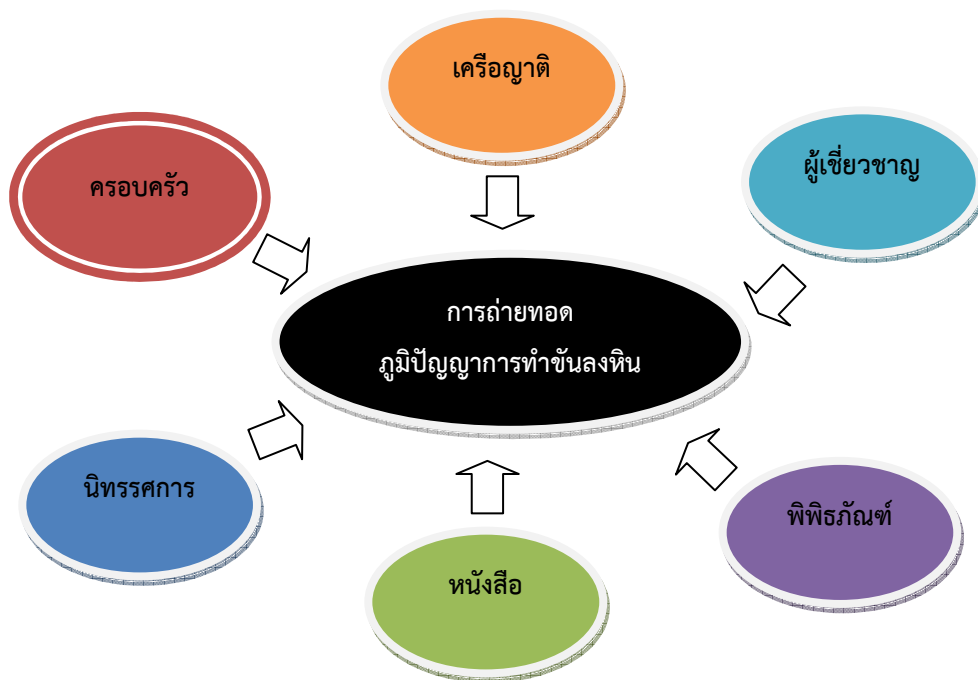 เครือญาติ
ครอบครัว
ผู้เชี่ยวชาญ
การถ่ายทอด
ภูมิปัญญาการทำขันลงหิน
นิทรรศการ
พิพิธภัณฑ์
หนังสือ